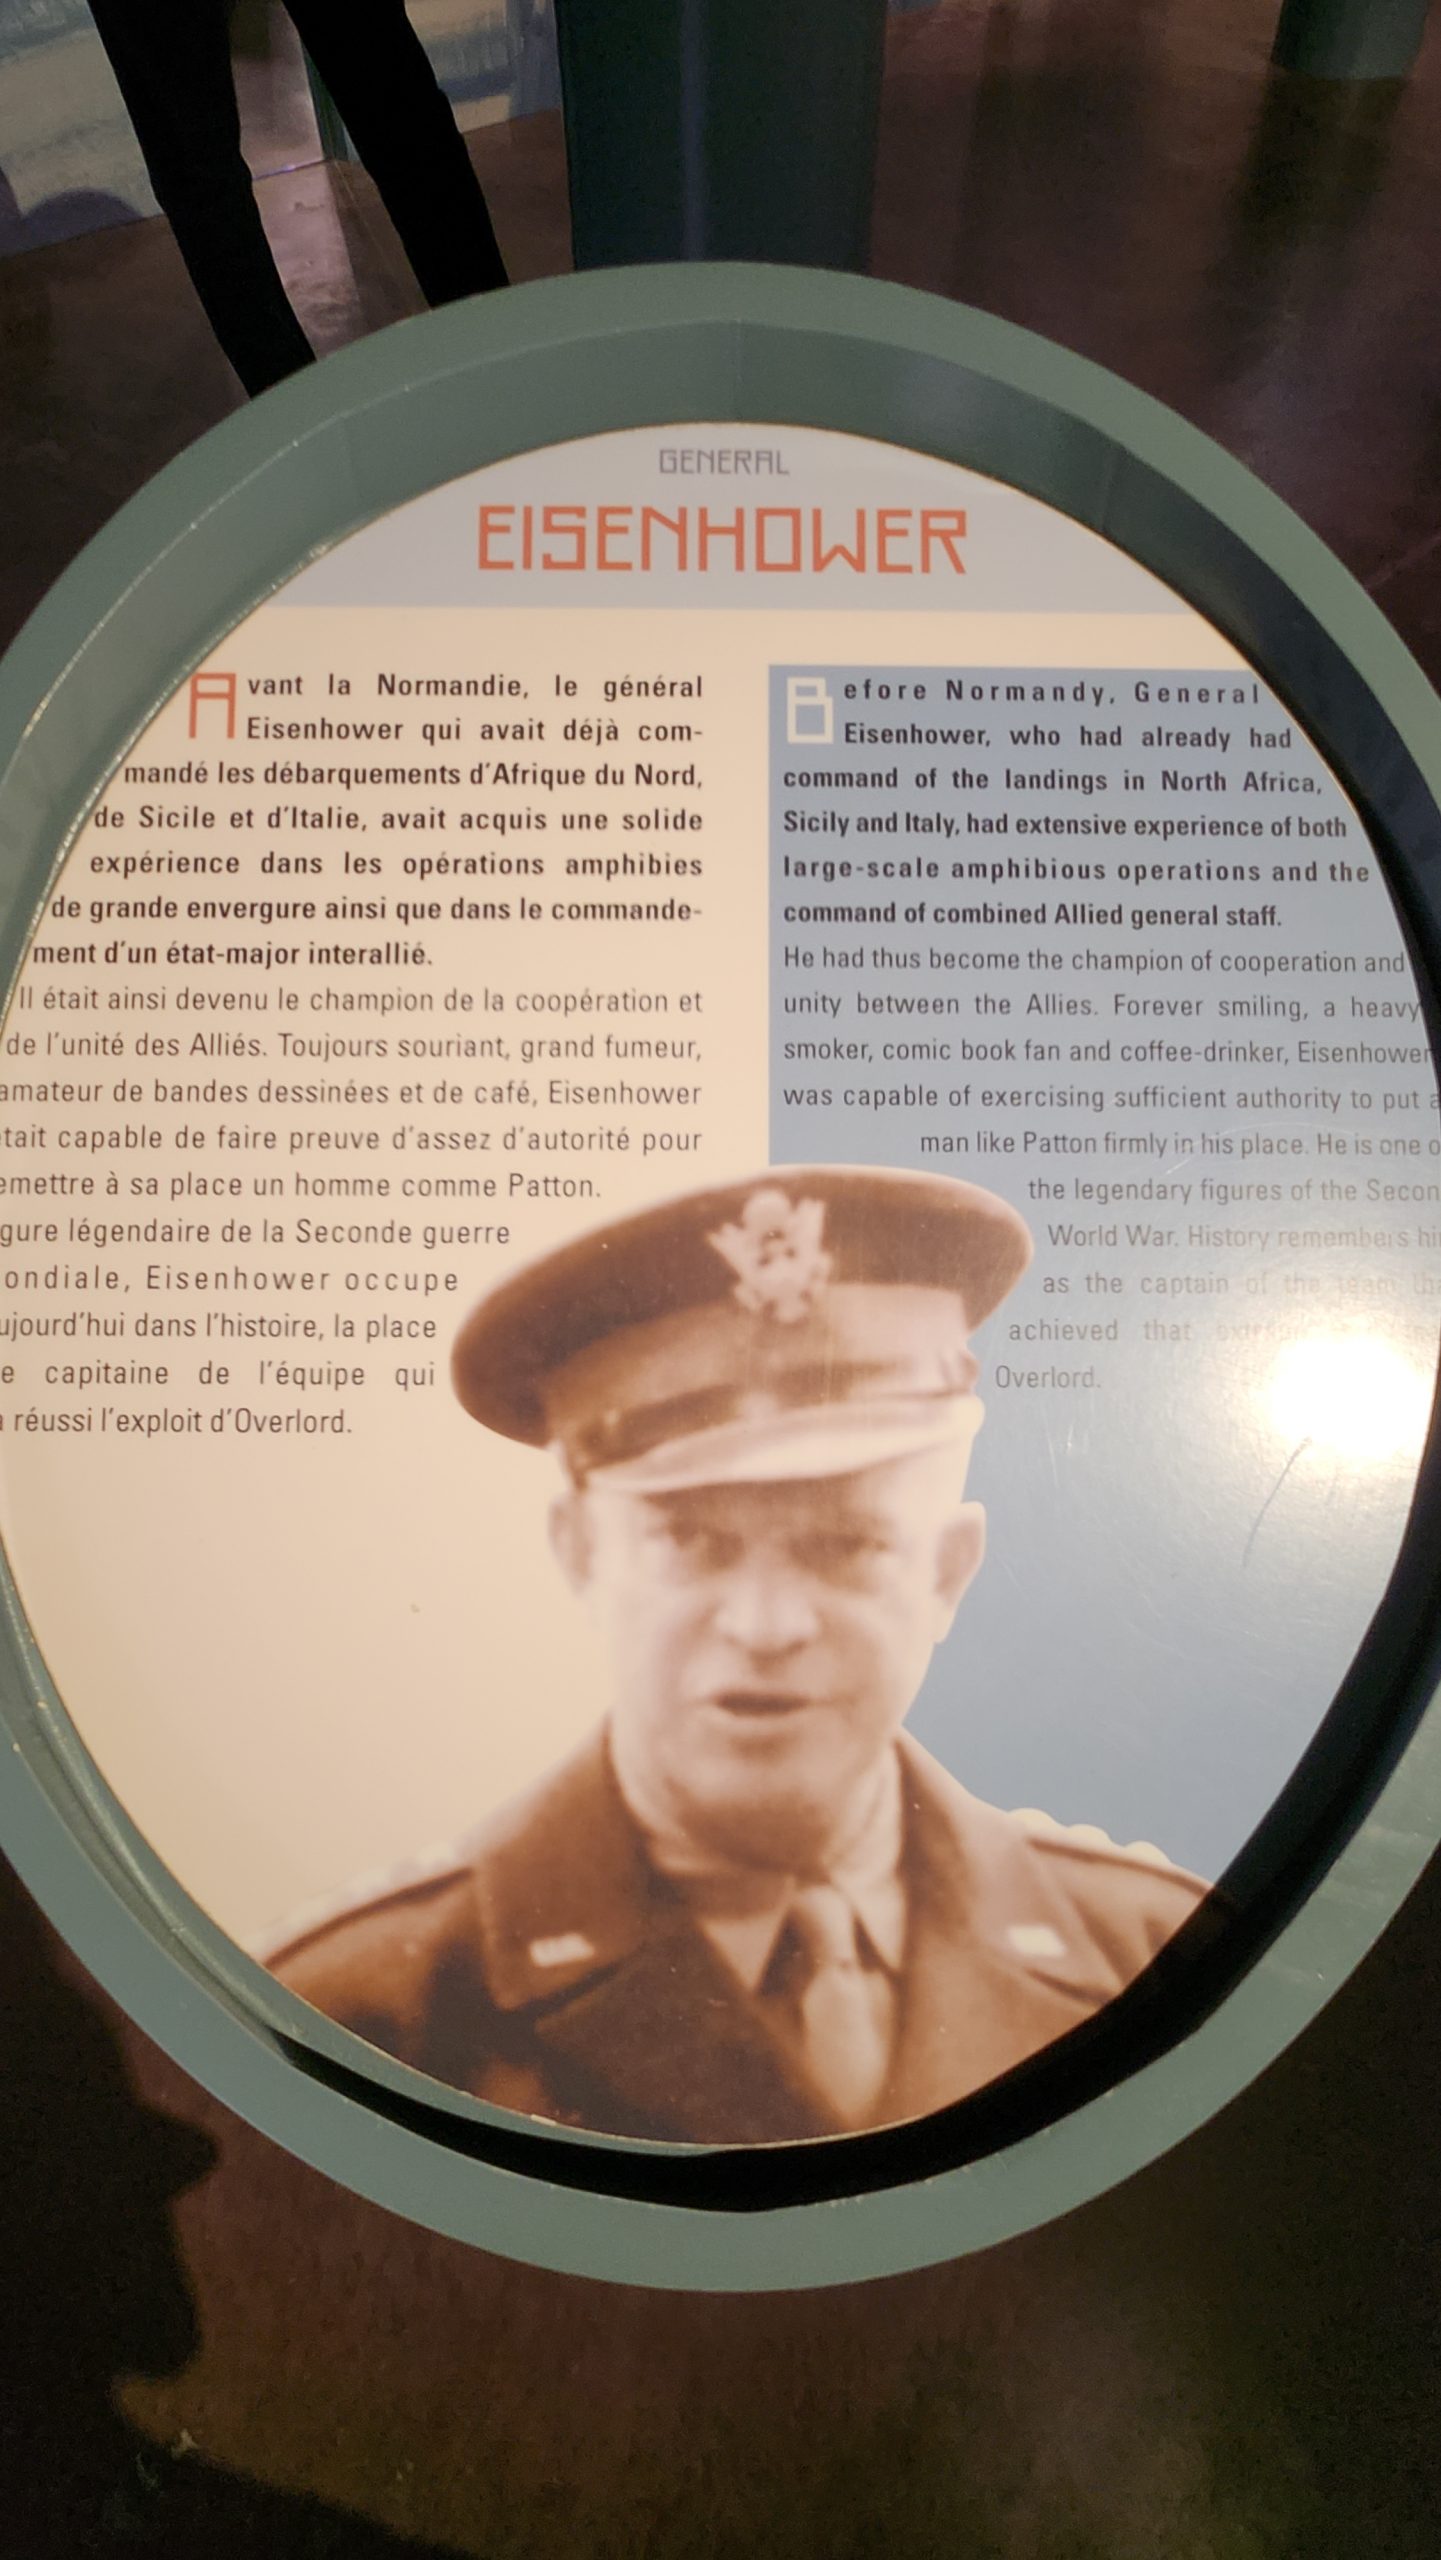 GENERAL
EISENHOWER
Avant la Normandie, le général
Eisenhower qui avait déjà com-
mandé les débarquements d'Afrique du Nord,
de Sicile et d'Italie, avait acquis une solide
expérience dans les opérations amphibies
de grande envergure ainsi que dans le commande-
ment d'un état-major interallié.
Il était ainsi devenu le champion de la coopération et
de l'unité des Alliés. Toujours souriant, grand fumeur,
amateur de bandes dessinées et de café, Eisenhower
était capable de faire preuve d'assez d'autorité pour
emettre à sa place un homme comme Patton.
gure légendaire de la Seconde guerre
ondiale, Eisenhower occupe
ujourd'hui dans l'histoire, la place
e capitaine de l'équipe qui
a réussi l'exploit d'Overlord.
Before Normandy, General
Eisenhower, who had already had
command of the landings in North Africa,
Sicily and Italy, had extensive experience of both
large-scale amphibious operations and the
command of combined Allied general staff.
He had thus become the champion of cooperation and
unity between the Allies. Forever smiling, a heavy
smoker, comic book fan and coffee-drinker, Eisenhower
was capable of exercising sufficient authority to put a
man like Patton firmly in his place. He is one o
the legendary figures of the Secon
World War. History remembers hi
as the captain of the team tha
achieved that
Overlord.